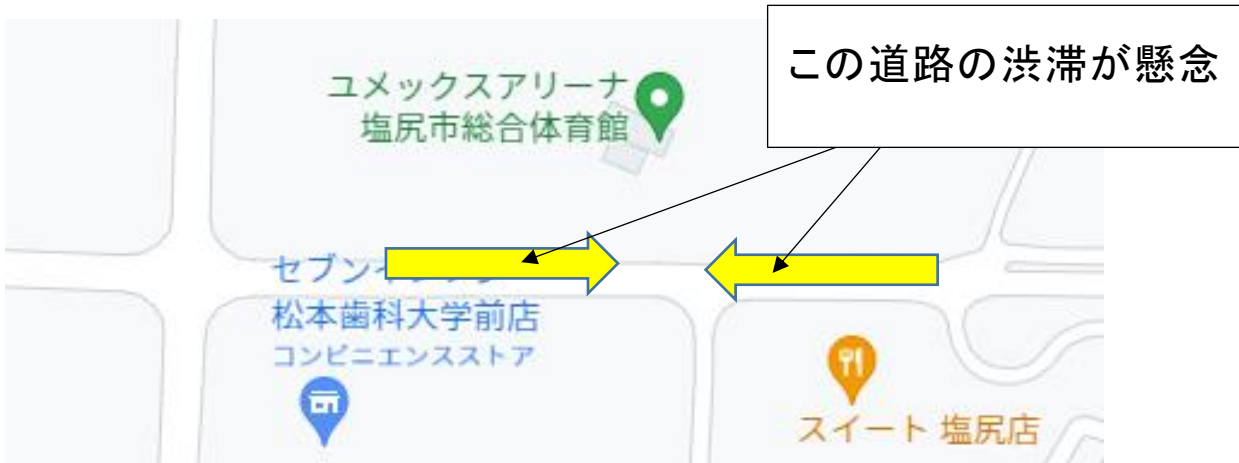 この道路の渋滞が懸念
ユメックスアリーナ
塩尻市総合体育館
セブン
松本歯科大学前店
コンビニエンスストア
スイート 塩尻店